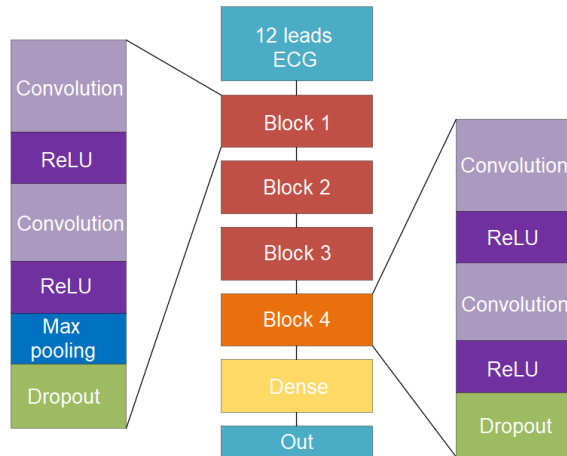 Convolution
ReLU
Convolution
ReLU
Max
pooling
Dropout
12 leads
ECG
Block 1
Block 2
Block 3
Block 4
Dense
Out
Convolution
ReLU
Convolution
ReLU
Dropout